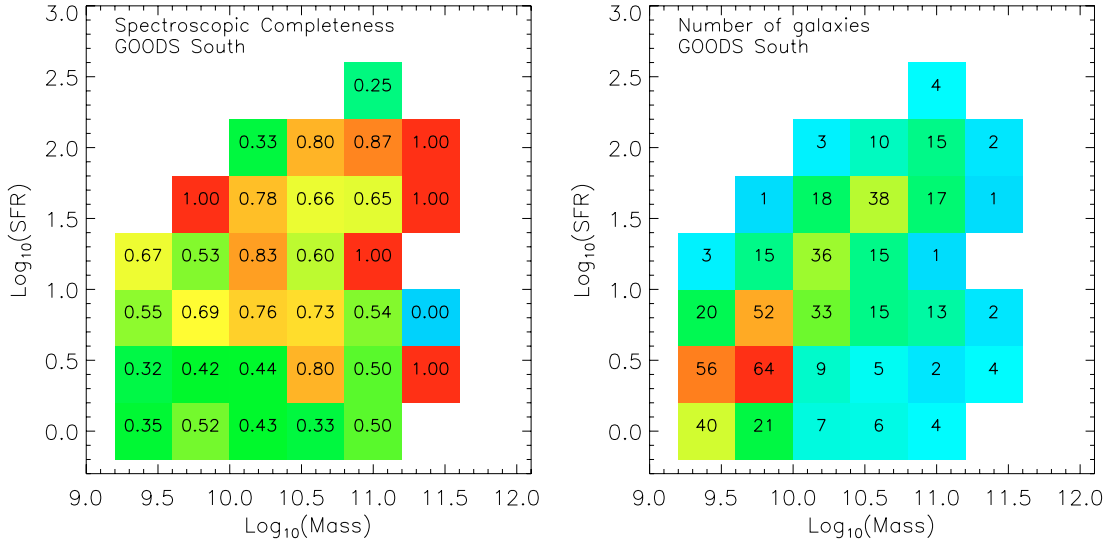 Spectroscopic Completeness
GOODS South
3.0
2.5
2.0
1.5
1.0
0.5
0.0
Log10(SFR)
0.25
0.33 0.80 0.87 1.00
1.00 0.78 0.66 0.65 1.00
0.67 0.53 0.83 0.60 1.00
0.55 0.69 0.76 0.73 0.54 0.00
0.32 0.42 0.44 0.80 0.50 1.00
0.35 0.52 0.43 0.33 0.50
9.0 9.5 10.0 10.5 11.0 11.5 12.0
Log10(Mass)
Number of galaxies
GOODS South
3.0
2.5
2.0
1.5
1.0
0.5
0.0
Log10(SFR)
4
3 10 15 2
1 18 38 17 1
3 15 36 15 1
20 52 33 15 13 2
56 64 9 5 2 4
40 21 7 6 4
9.0 9.5 10.0 10.5 11.0 11.5 12.0
Log10(Mass)